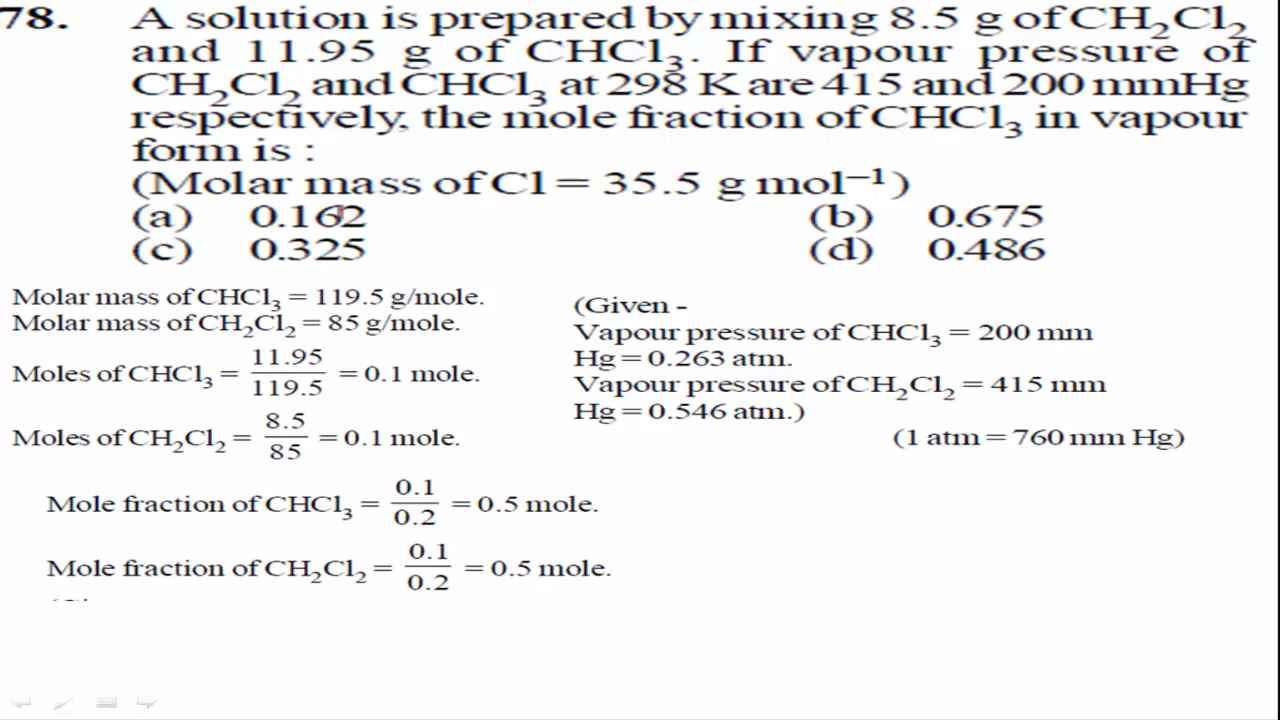 78. A solution is prepared by mixing 8.5 g of CH₂Cl₂
and 11.95 g of CHCl₃. If vapour pressure of
CH₂Cl₂ and CHCl₃ at 298 K are 415 and 200 mmHg
respectively, the mole fraction of CHCl₃ in vapour
form is :
(Molar mass of Cl = 35.5 g mol⁻¹)
(a) 0.162 (b) 0.675
(c) 0.325 (d) 0.486
Molar mass of CHCl₃ = 119.5 g/mole.
Molar mass of CH₂Cl₂ = 85 g/mole.
Moles of CHCl₃ = 11.95/119.5 = 0.1 mole.
Moles of CH₂Cl₂ = 8.5/85 = 0.1 mole.
Mole fraction of CHCl₃ = 0.1/0.2 = 0.5 mole.
Mole fraction of CH₂Cl₂ = 0.1/0.2 = 0.5 mole.
(Given -
Vapour pressure of CHCl₃ = 200 mm
Hg = 0.263 atm.
Vapour pressure of CH₂Cl₂ = 415 mm
Hg = 0.546 atm.)
(1 atm = 760 mm Hg)